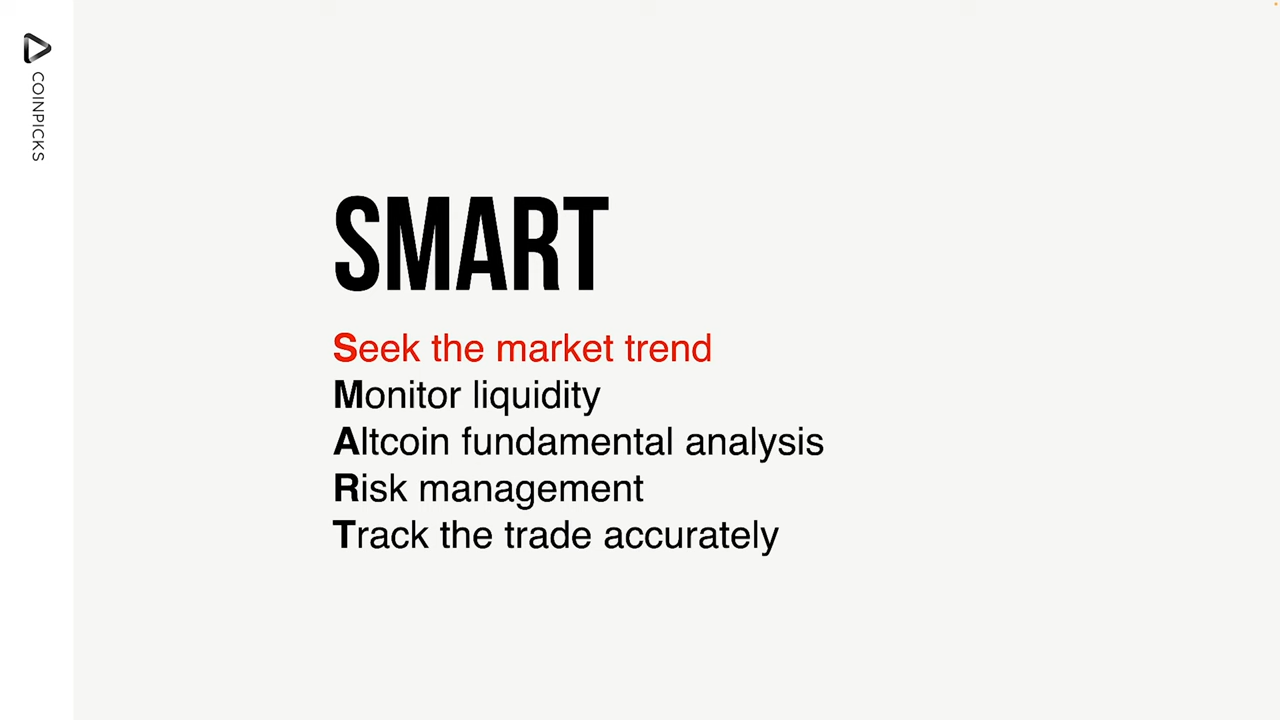 COINPICKS
SMART
Seek the market trend
Monitor liquidity
Altcoin fundamental analysis
Risk management
Track the trade accurately